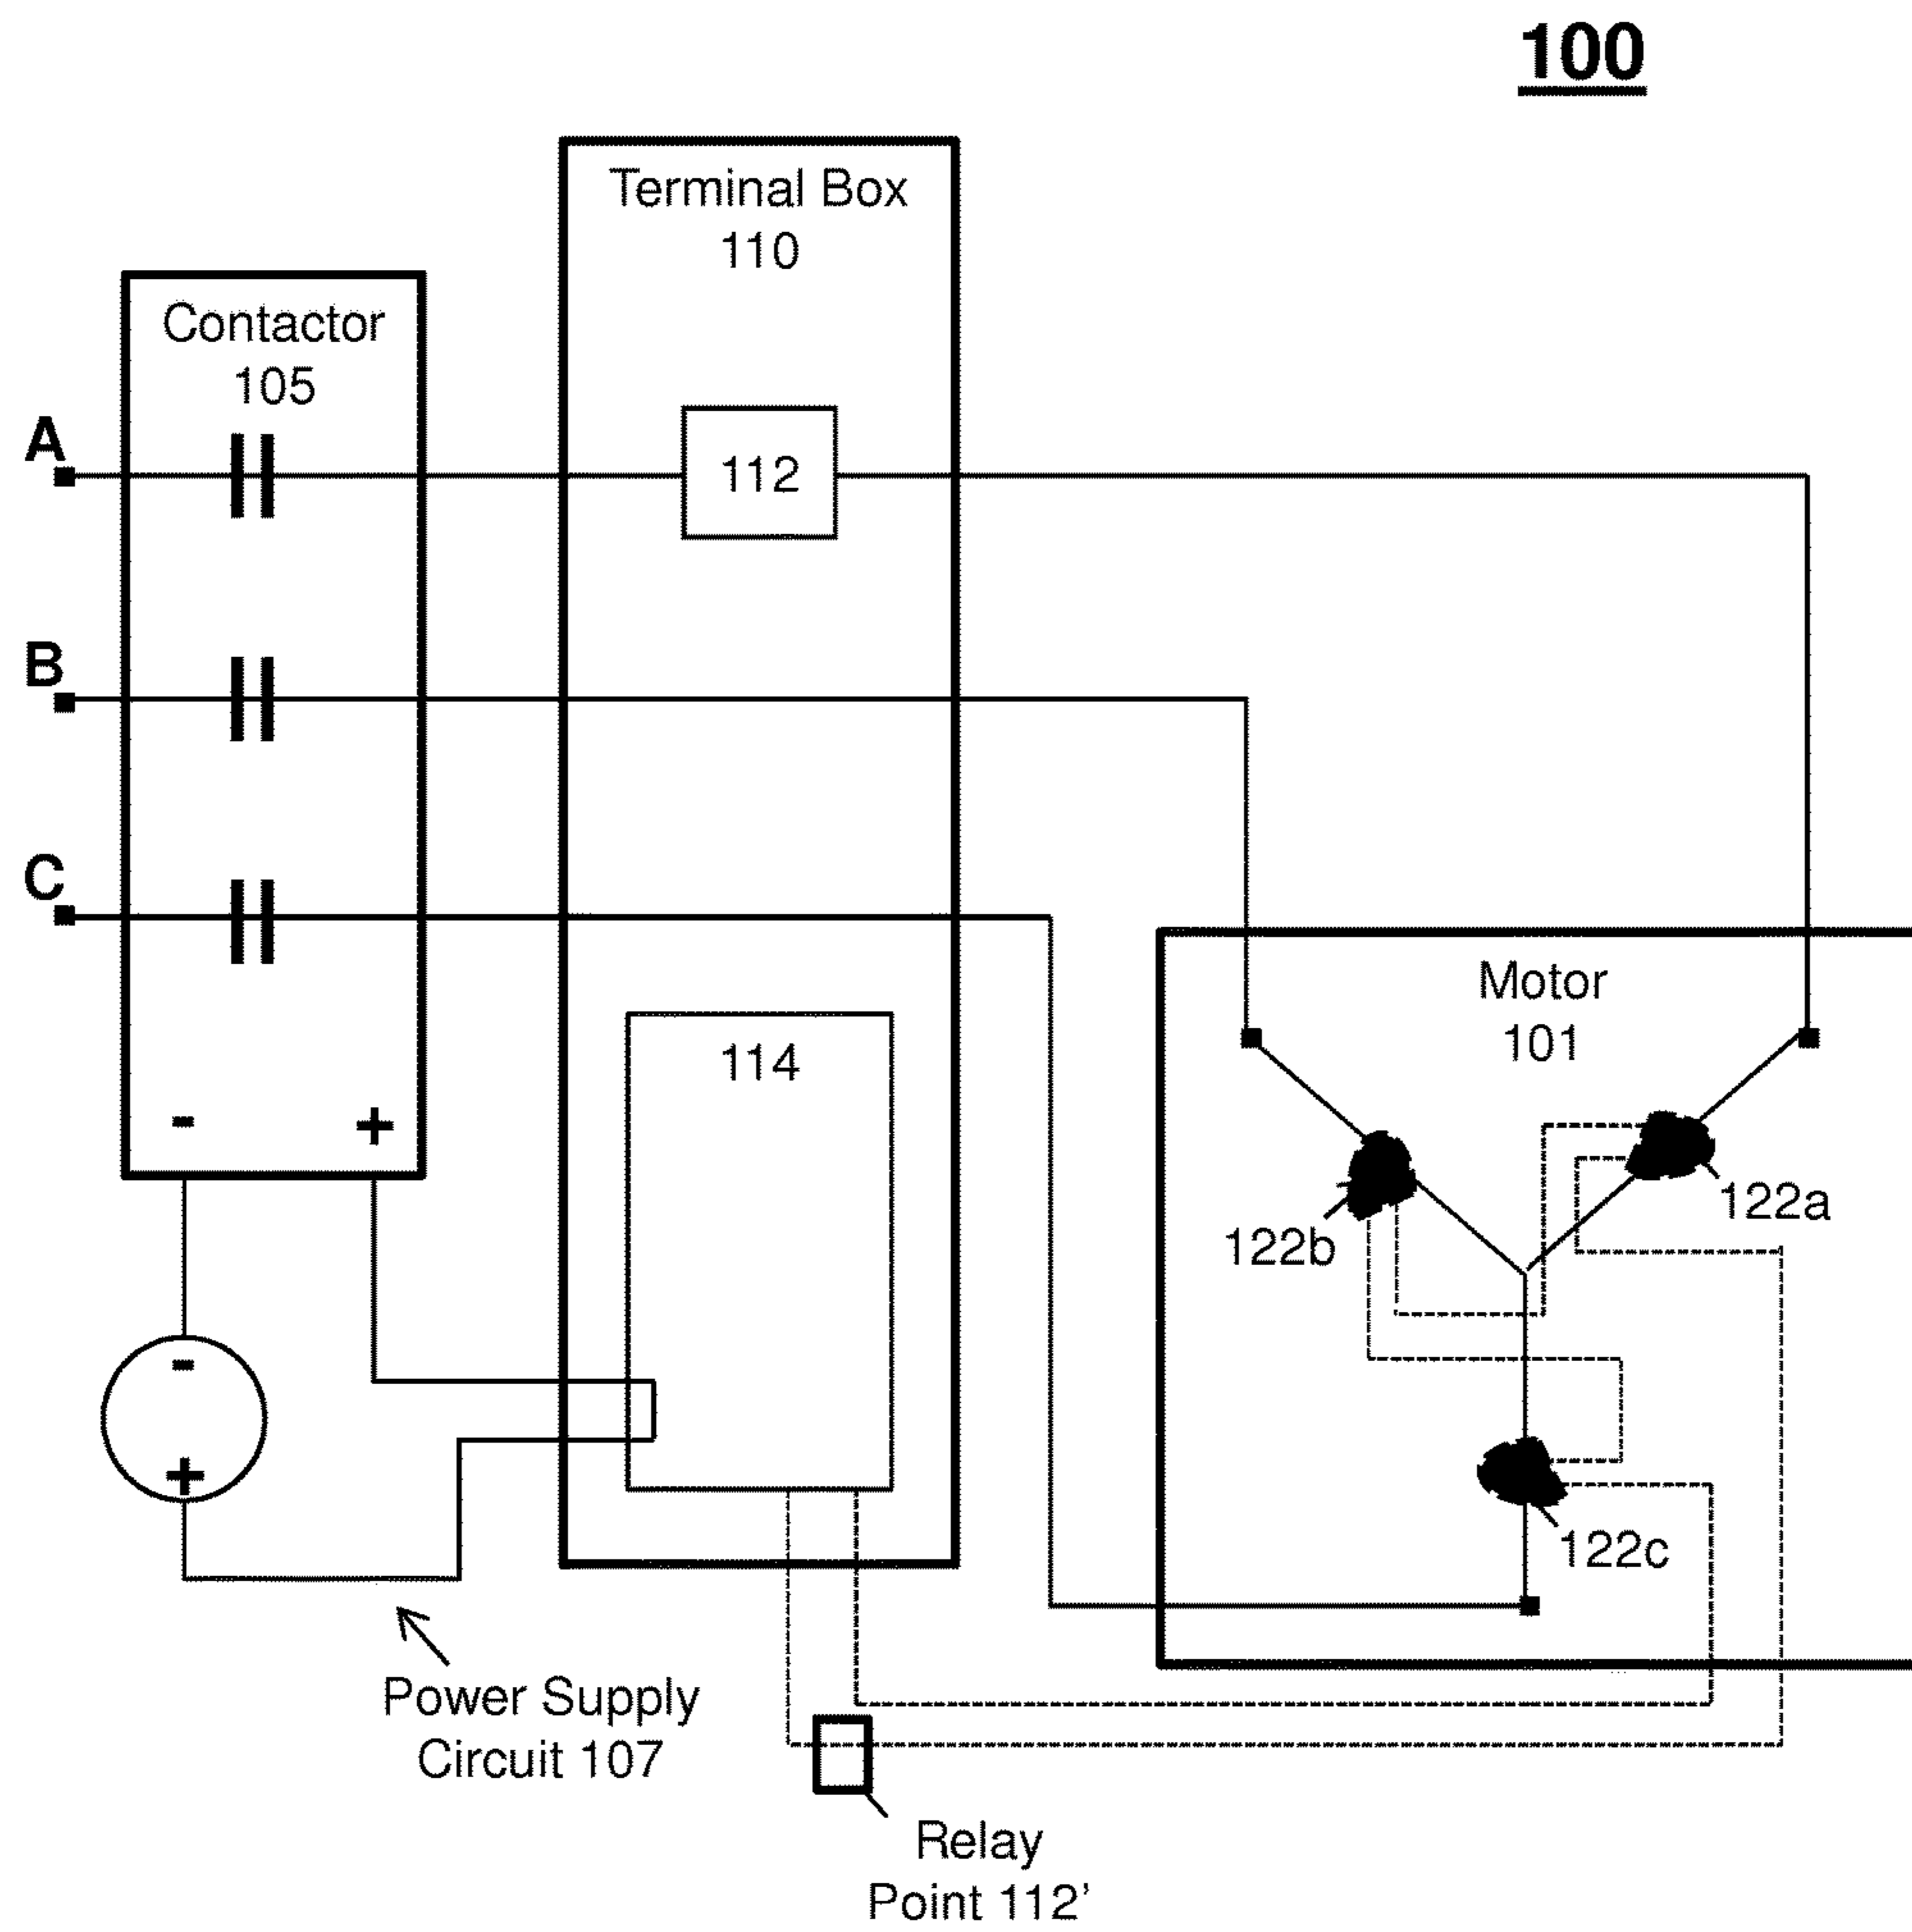 100
Terminal Box
110
Contactor
105
A
112
B
C
Motor
101
114
-
+
122a
122b
-
+
122c
Power Supply
Circuit 107
Relay
Point 112'